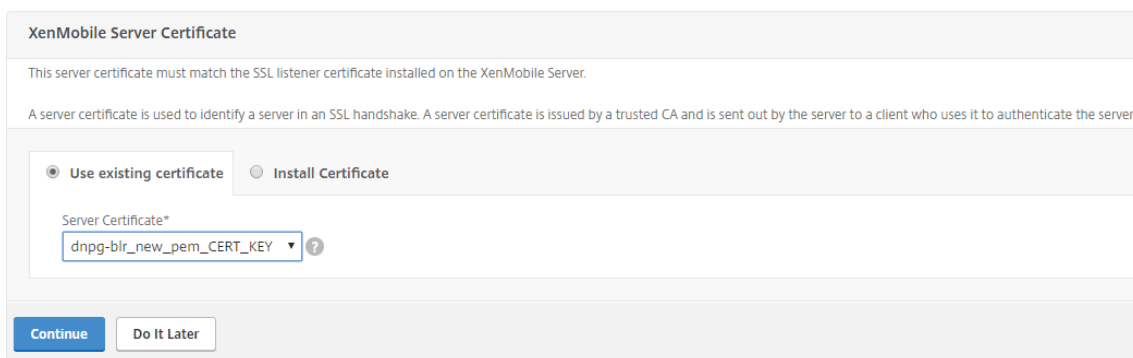 XenMobile Server Certificate
This server certificate must match the SSL listener certificate installed on the XenMobile Server.
A server certificate is used to identify a server in an SSL handshake. A server certificate is issued by a trusted CA and is sent out by the server to a client who uses it to authenticate the server
Use existing certificate Install Certificate
Server Certificate*
dnpg-blr_new_pem_CERT_KEY ?
Continue Do It Later